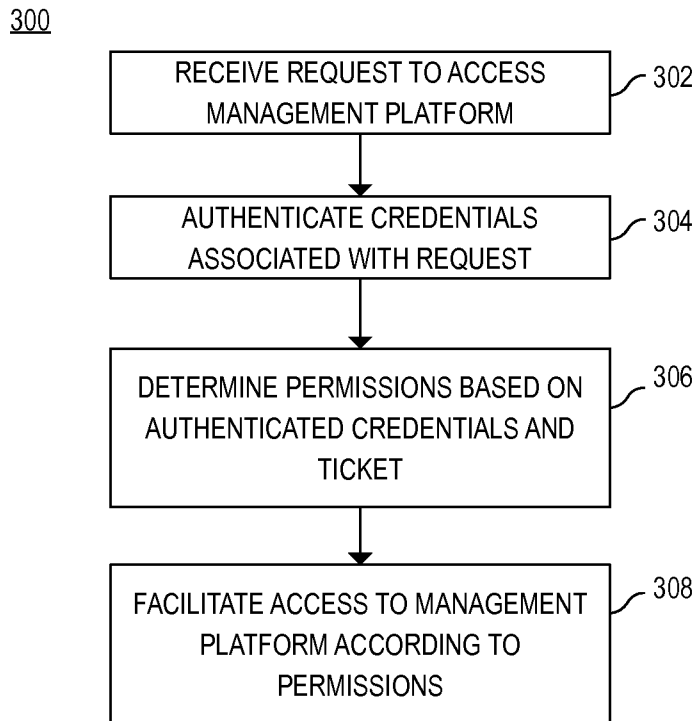 300
RECEIVE REQUEST TO ACCESS
MANAGEMENT PLATFORM
302
AUTHENTICATE CREDENTIALS
ASSOCIATED WITH REQUEST
304
DETERMINE PERMISSIONS BASED ON
AUTHENTICATED CREDENTIALS AND
TICKET
306
FACILITATE ACCESS TO MANAGEMENT
PLATFORM ACCORDING TO
PERMISSIONS
308